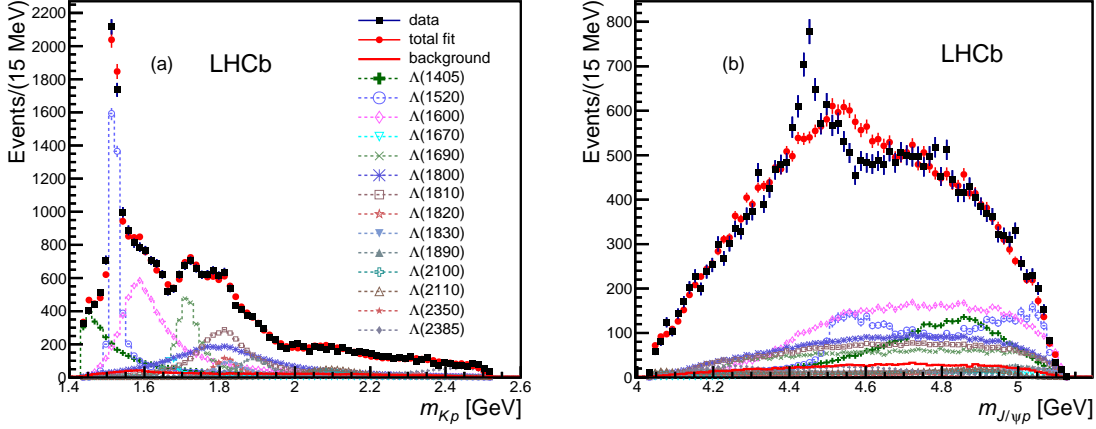 Events/(15 MeV)
2200
2000
1800
1600
1400
1200
1000
800
600
400
200
0
1.4
1.6
1.8
2
2.2
2.4
2.6
m_{Kp} [GeV]
(a)
LHCb
data
total fit
background
Λ(1405)
Λ(1520)
Λ(1600)
Λ(1670)
Λ(1690)
Λ(1800)
Λ(1810)
Λ(1820)
Λ(1830)
Λ(1890)
Λ(2100)
Λ(2110)
Λ(2350)
Λ(2385)
Events/(15 MeV)
800
700
600
500
400
300
200
100
0
4
4.2
4.4
4.6
4.8
5
m_{J/ψp} [GeV]
(b)
LHCb